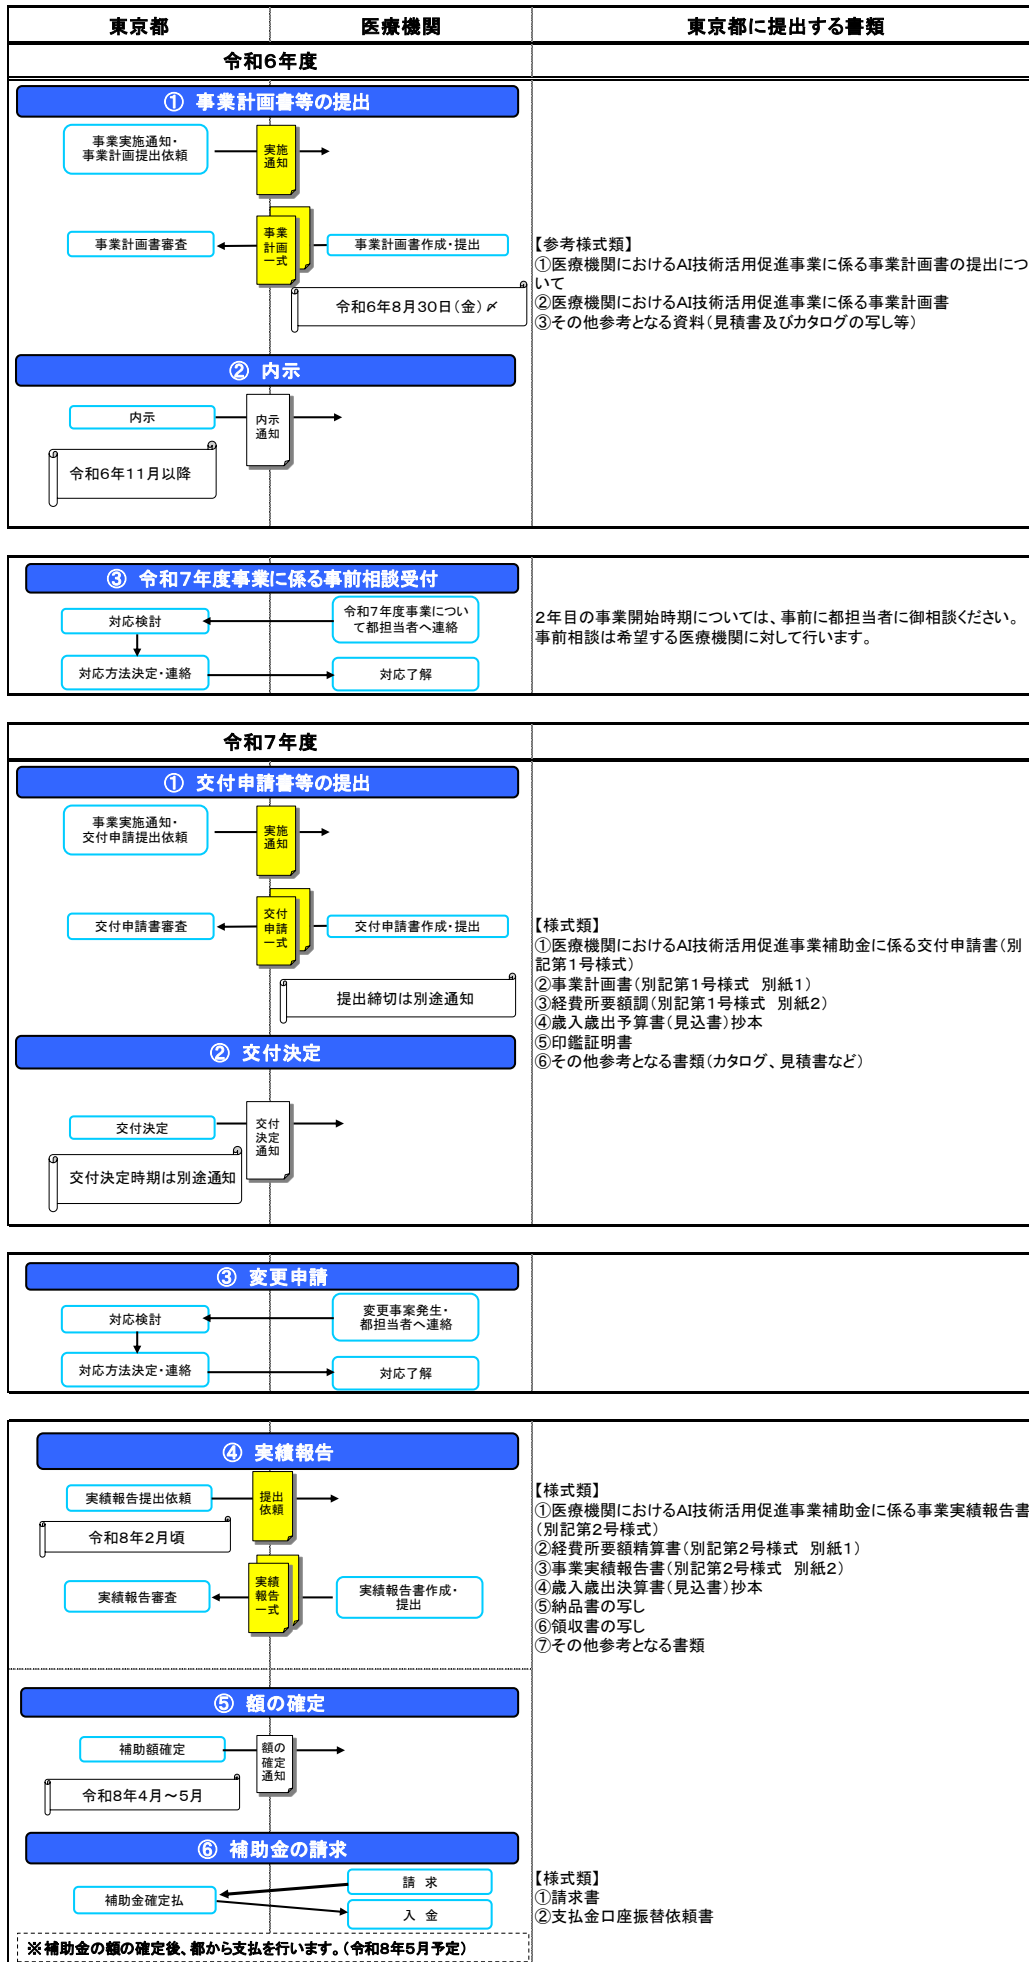 東京都
医療機関
東京都に提出する書類
令和6年度
① 事業計画書等の提出
事業実施通知・
事業計画提出依頼
実施
通知
事業計画書審査
事業
計画
一式
事業計画書作成・提出
令和6年8月30日(金)〆
【参考様式類】
①医療機関におけるAI技術活用促進事業に係る事業計画書の提出につ
いて
②医療機関におけるAI技術活用促進事業に係る事業計画書
③その他参考となる資料(見積書及びカタログの写し等)
② 内示
内示
内示
通知
令和6年11月以降
③ 令和7年度事業に係る事前相談受付
対応検討
令和7年度事業につい
て都担当者へ連絡
対応方法決定・連絡
対応了解
2年目の事業開始時期については、事前に都担当者に御相談ください。
事前相談は希望する医療機関に対して行います。
令和7年度
① 交付申請書等の提出
事業実施通知・
交付申請提出依頼
実施
通知
交付申請書審査
交付
申請
一式
交付申請書作成・提出
提出締切は別途通知
【様式類】
①医療機関におけるAI技術活用促進事業補助金に係る交付申請書(別
記第1号様式)
②事業計画書(別記第1号様式 別紙1)
③経費所要額調(別記第1号様式 別紙2)
④歳入歳出予算書(見込書)抄本
⑤印鑑証明書
⑥その他参考となる書類(カタログ、見積書など)
② 交付決定
交付決定
交付
決定
通知
交付決定時期は別途通知
③ 変更申請
対応検討
変更事案発生・
都担当者へ連絡
対応方法決定・連絡
対応了解
④ 実績報告
実績報告提出依頼
提出
依頼
令和8年2月頃
実績報告審査
実績
報告
一式
実績報告書作成・
提出
【様式類】
①医療機関におけるAI技術活用促進事業補助金に係る事業実績報告書
(別記第2号様式)
②経費所要額精算書(別記第2号様式 別紙1)
③事業実績報告書(別記第2号様式 別紙2)
④歳入歳出決算書(見込書)抄本
⑤納品書の写し
⑥領収書の写し
⑦その他参考となる書類
⑤ 額の確定
補助額確定
額の
確定
通知
令和8年4月~5月
⑥ 補助金の請求
補助金確定払
請 求
入 金
※補助金の額の確定後、都から支払を行います。(令和8年5月予定)
【様式類】
①請求書
②支払金口座振替依頼書